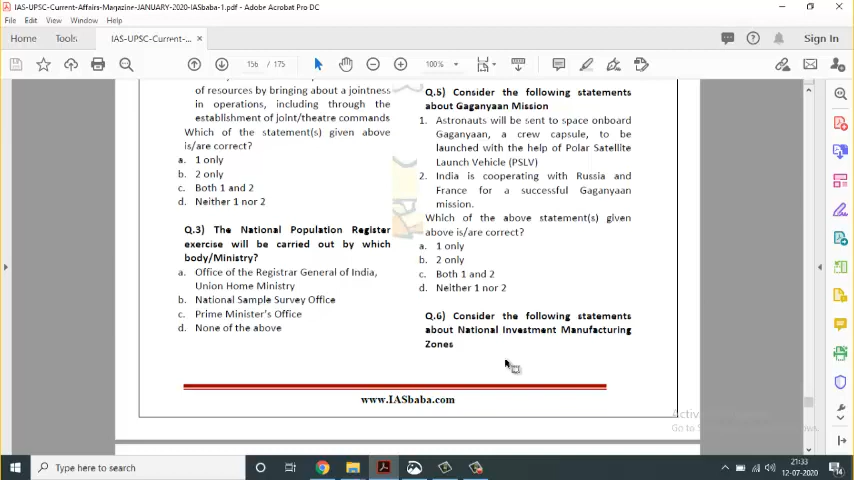 IAS-UPSC-Current-Affairs-Magazine-JANUARY-2020-IASbaba-1.pdf - Adobe Acrobat Pro DC
File Edit View Window Help
Home Tools IAS-UPSC-Current-... × Sign In
156 / 175 100%
of resources by bringing about a jointness
in operations, including through the
establishment of joint/theatre commands
Which of the statement(s) given above
is/are correct?
a. 1 only
b. 2 only
c. Both 1 and 2
d. Neither 1 nor 2
Q.3) The National Population Register
exercise will be carried out by which
body/Ministry?
a. Office of the Registrar General of India,
Union Home Ministry
b. National Sample Survey Office
c. Prime Minister's Office
d. None of the above
Q.5) Consider the following statements
about Gaganyaan Mission
1. Astronauts will be sent to space onboard
Gaganyaan, a crew capsule, to be
launched with the help of Polar Satellite
Launch Vehicle (PSLV)
2. India is cooperating with Russia and
France for a successful Gaganyaan
mission.
Which of the above statement(s) given
above is/are correct?
a. 1 only
b. 2 only
c. Both 1 and 2
d. Neither 1 nor 2
Q.6) Consider the following statements
about National Investment Manufacturing
Zones
www.IASbaba.com
Type here to search
21:33
12-07-2020